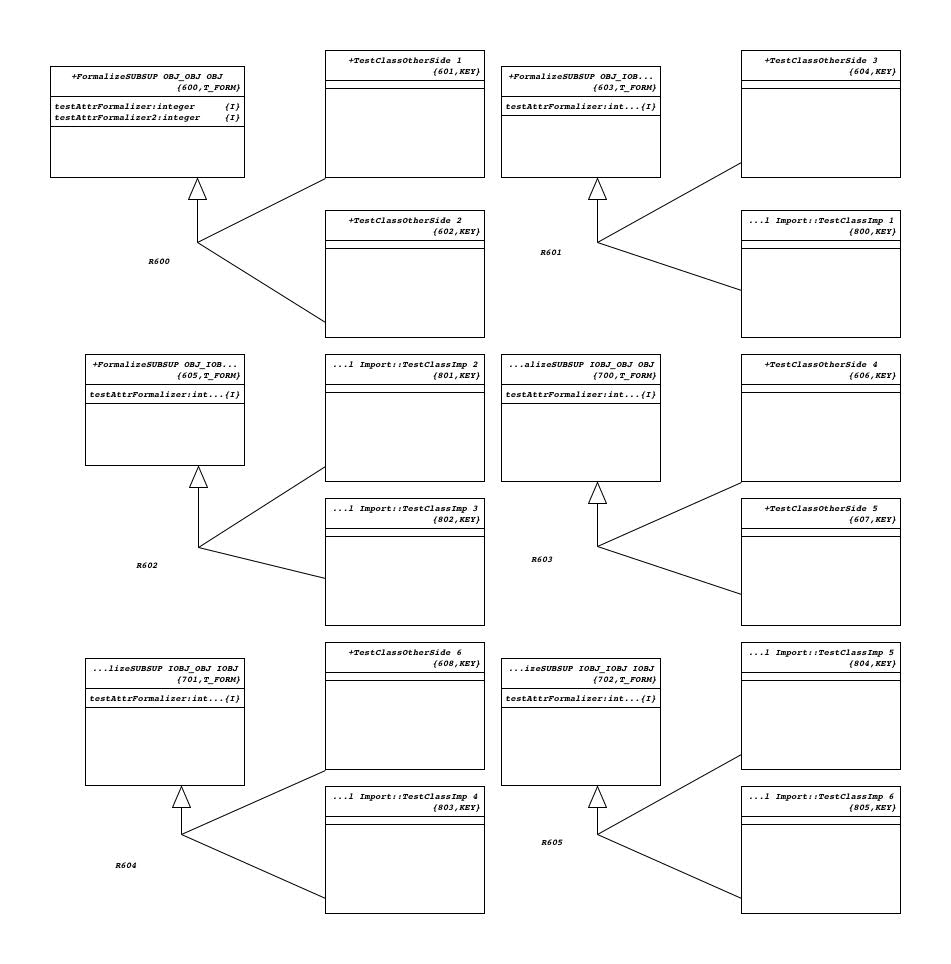 +FormalizeSUBSUP OBJ_OBJ OBJ
{600,T_FORM}
testAttrFormalizer:integer {I}
testAttrFormalizer2:integer {I}
+TestClassOtherSide 1
{601,KEY}
+TestClassOtherSide 2
{602,KEY}
R600
+FormalizeSUBSUP OBJ_IOB...
{603,T_FORM}
testAttrFormalizer:int...{I}
+TestClassOtherSide 3
{604,KEY}
...l Import::TestClassImp 1
{800,KEY}
R601
+FormalizeSUBSUP OBJ_IOB...
{605,T_FORM}
testAttrFormalizer:int...{I}
...l Import::TestClassImp 2
{801,KEY}
...l Import::TestClassImp 3
{802,KEY}
R602
...alizeSUBSUP IOBJ_OBJ OBJ
{700,T_FORM}
testAttrFormalizer:int...{I}
+TestClassOtherSide 4
{606,KEY}
+TestClassOtherSide 5
{607,KEY}
R603
...lizeSUBSUP IOBJ_OBJ IOBJ
{701,T_FORM}
testAttrFormalizer:int...{I}
+TestClassOtherSide 6
{608,KEY}
...l Import::TestClassImp 4
{803,KEY}
R604
...izeSUBSUP IOBJ_IOBJ IOBJ
{702,T_FORM}
testAttrFormalizer:int...{I}
...l Import::TestClassImp 5
{804,KEY}
...l Import::TestClassImp 6
{805,KEY}
R605